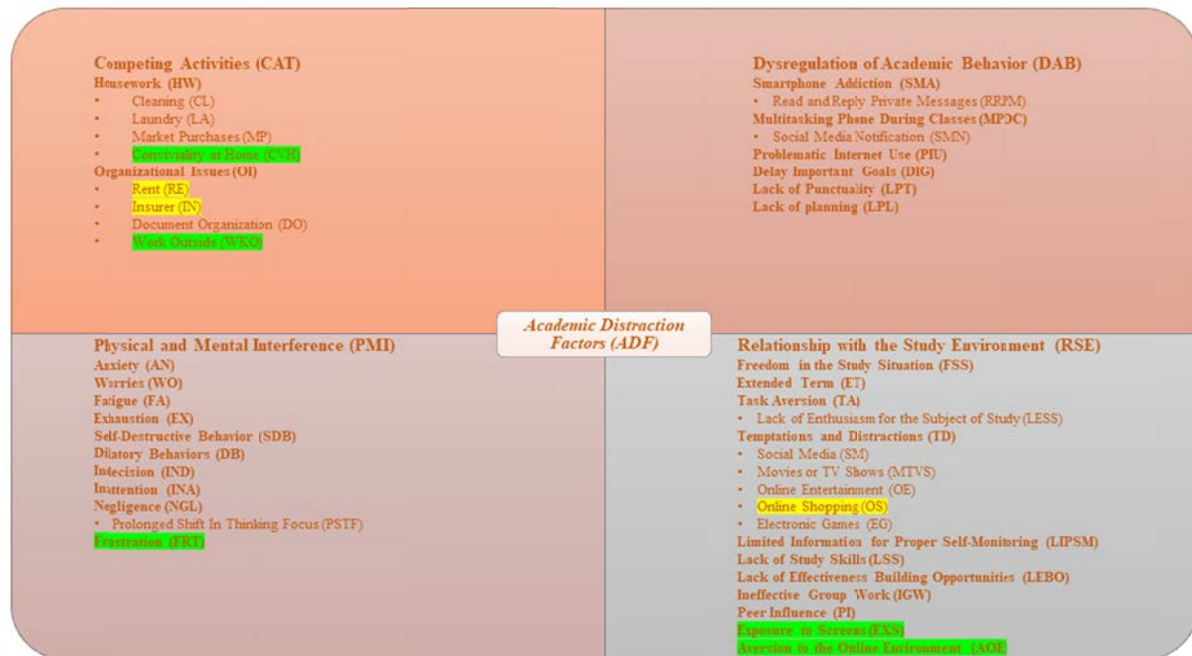 Competing Activities (CAT)
Housework (HW)
• Cleaning (CL)
• Laundry (LA)
• Market Purchases (MP)
• Conviviality at Home (CVH)
Organizational Issues (OI)
• Rent (RE)
• Insurer (IN)
• Document Organization (DO)
• Work Outside (WKO)
Dysregulation of Academic Behavior (DAB)
Smartphone Addiction (SMA)
• Read and Reply Private Messages (RRPM)
Multitasking Phone During Classes (MPDC)
• Social Media Notification (SMN)
Problematic Internet Use (PIU)
Delay Important Goals (DIG)
Lack of Punctuality (LPT)
Lack of planning (LPL)
Academic Distraction
Factors (ADF)
Physical and Mental Interference (PMI)
Anxiety (AN)
Worries (WO)
Fatigue (FA)
Exhaustion (EX)
Self-Destructive Behavior (SDB)
Dilatory Behaviors (DB)
Indecision (IND)
Inattention (INA)
Negligence (NGL)
• Prolonged Shift In Thinking Focus (PSTF)
Frustration (FRT)
Relationship with the Study Environment (RSE)
Freedom in the Study Situation (FSS)
Extended Term (ET)
Task Aversion (TA)
• Lack of Enthusiasm for the Subject of Study (LESS)
Temptations and Distractions (TD)
• Social Media (SM)
• Movies or TV Shows (MTVS)
• Online Entertainment (OE)
• Online Shopping (OS)
• Electronic Games (EG)
Limited Information for Proper Self-Monitoring (LIPSM)
Lack of Study Skills (LSS)
Lack of Effectiveness Building Opportunities (LEBO)
Ineffective Group Work (IGW)
Peer Influence (PI)
Exposure to Screens (EXS)
Aversion to the Online Environment (AOE)